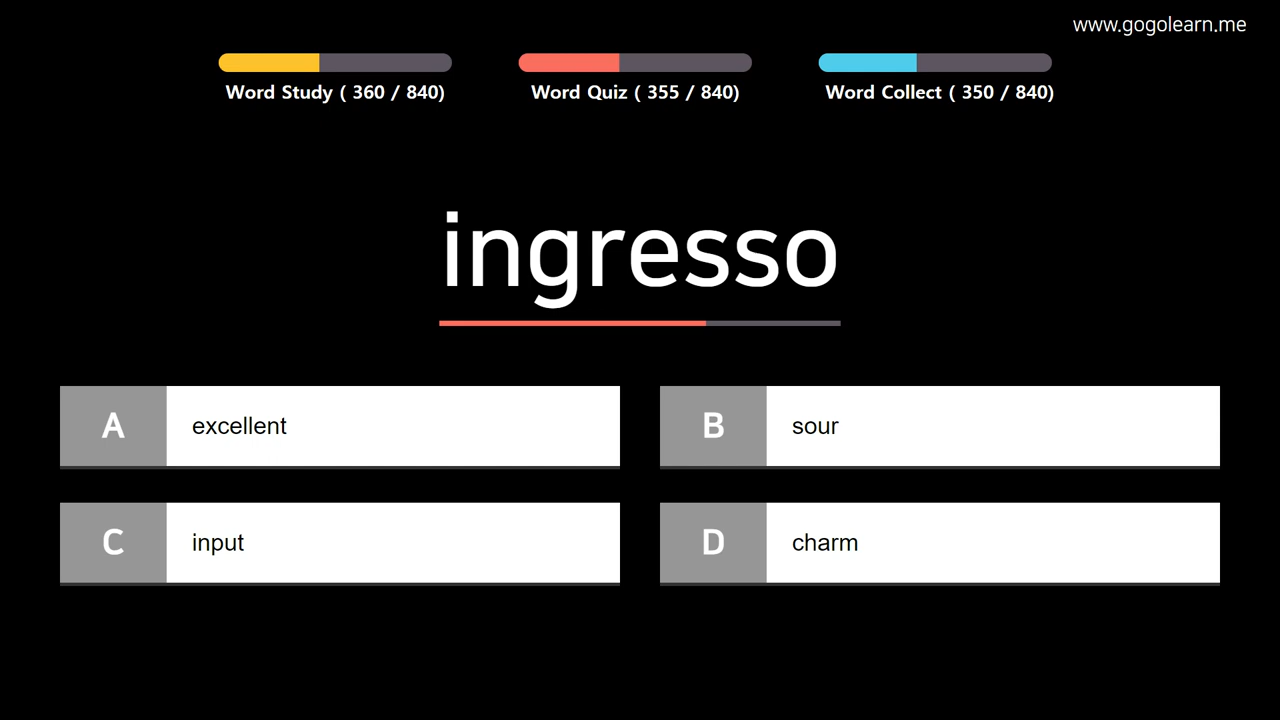 www.gogolearn.me
Word Study ( 360 / 840)
Word Quiz ( 355 / 840)
Word Collect ( 350 / 840)
ingresso
A excellent
B sour
C input
D charm